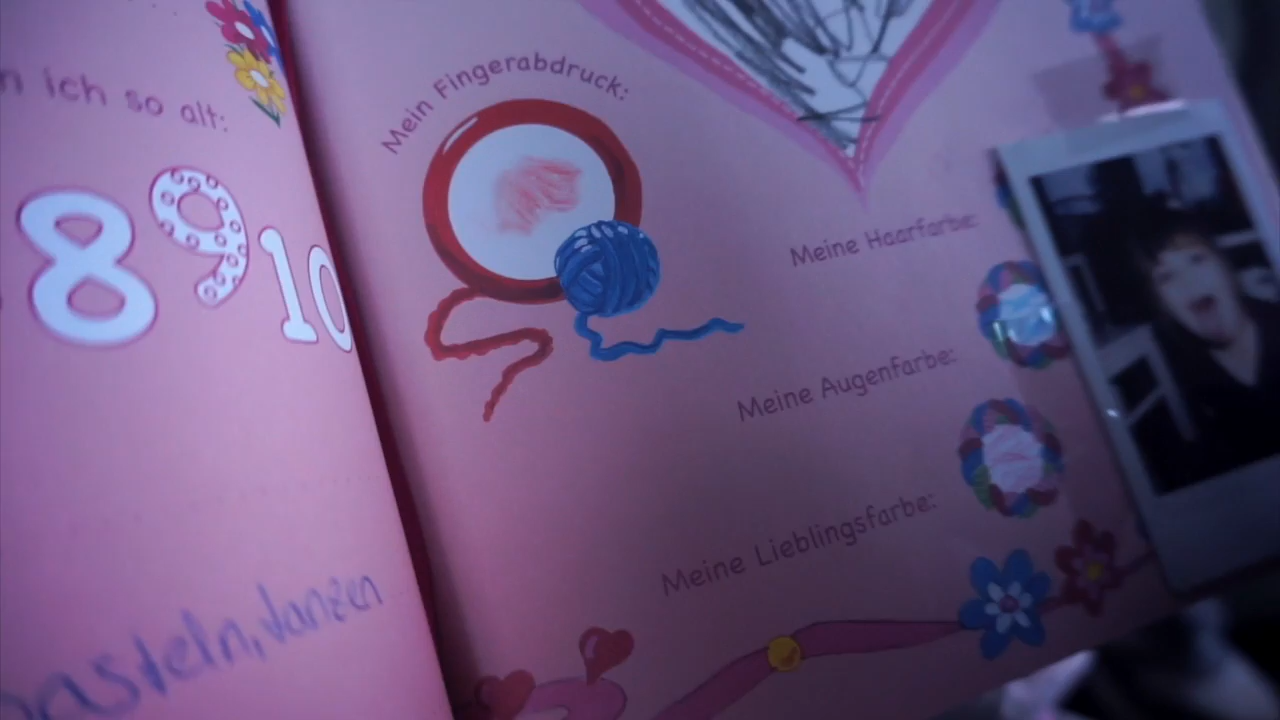 ich so alt:
8 9 10
basteln, tanzen
Mein Fingerabdruck:
Meine Haarfarbe:
Meine Augenfarbe:
Meine Lieblingsfarbe: